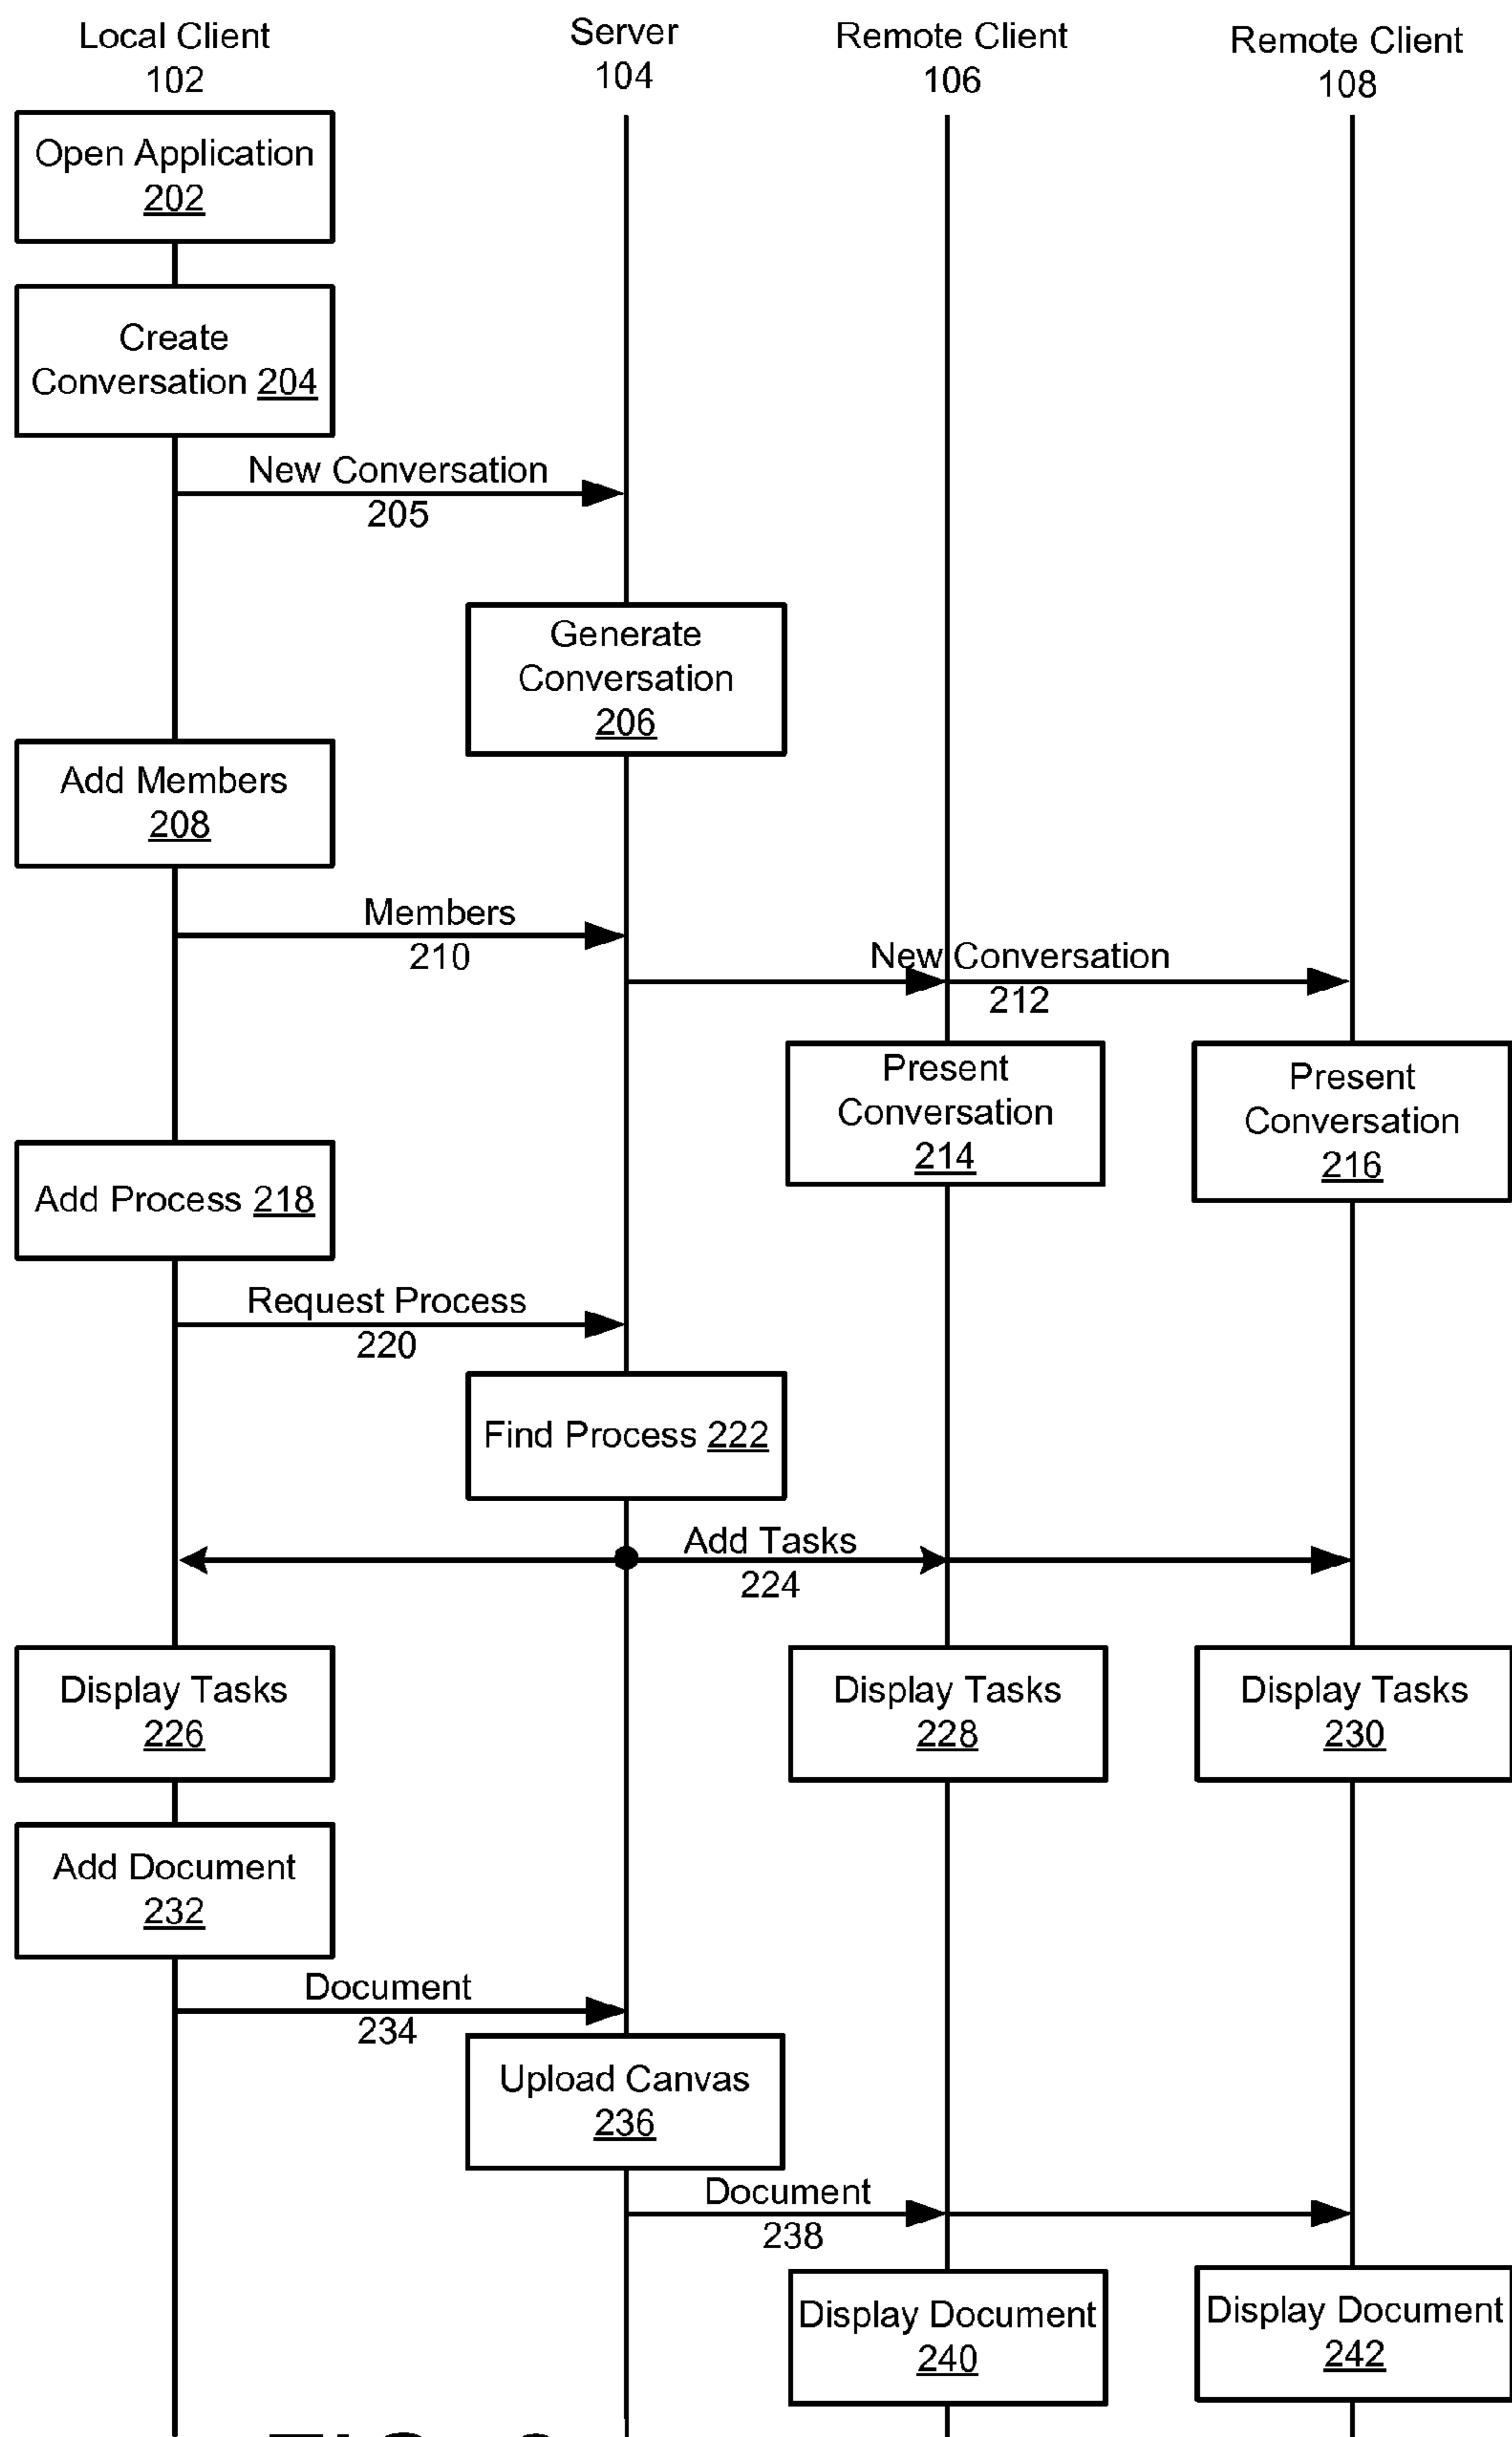 Local Client
102
Server
104
Remote Client
106
Remote Client
108
Open Application
202
Create
Conversation 204
New Conversation
205
Generate
Conversation
206
Add Members
208
Members
210
New Conversation
212
Present
Conversation
214
Present
Conversation
216
Add Process 218
Request Process
220
Find Process 222
Add Tasks
224
Display Tasks
226
Display Tasks
228
Display Tasks
230
Add Document
232
Document
234
Upload Canvas
236
Document
238
Display Document
240
Display Document
242